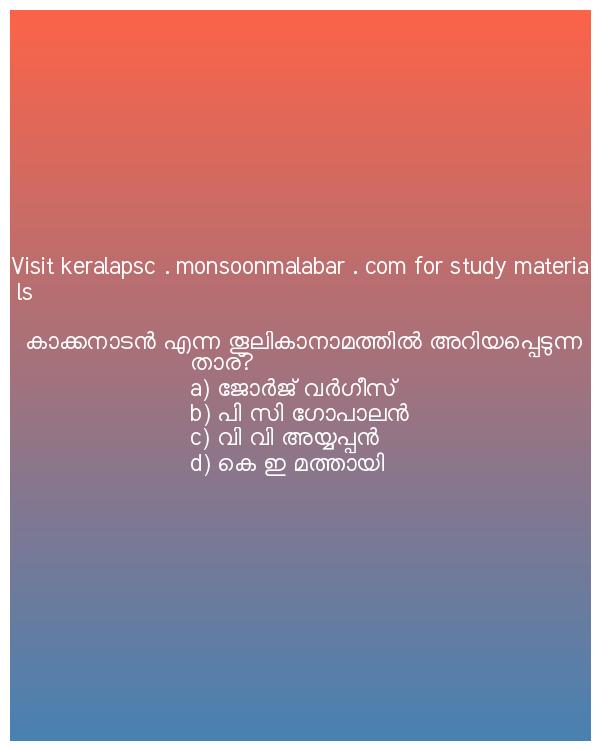 Visit keralapsc . monsoonmalabar . com for study materia
ls
കാക്കനാടൻ എന്ന തൂലികാനാമത്തിൽ അറിയപ്പെടുന്ന
താര്?
a) ജോർജ് വർഗീസ്
b) പി സി ഗോപാലൻ
c) വി വി അയ്യപ്പൻ
d) കെ ഇ മത്തായി